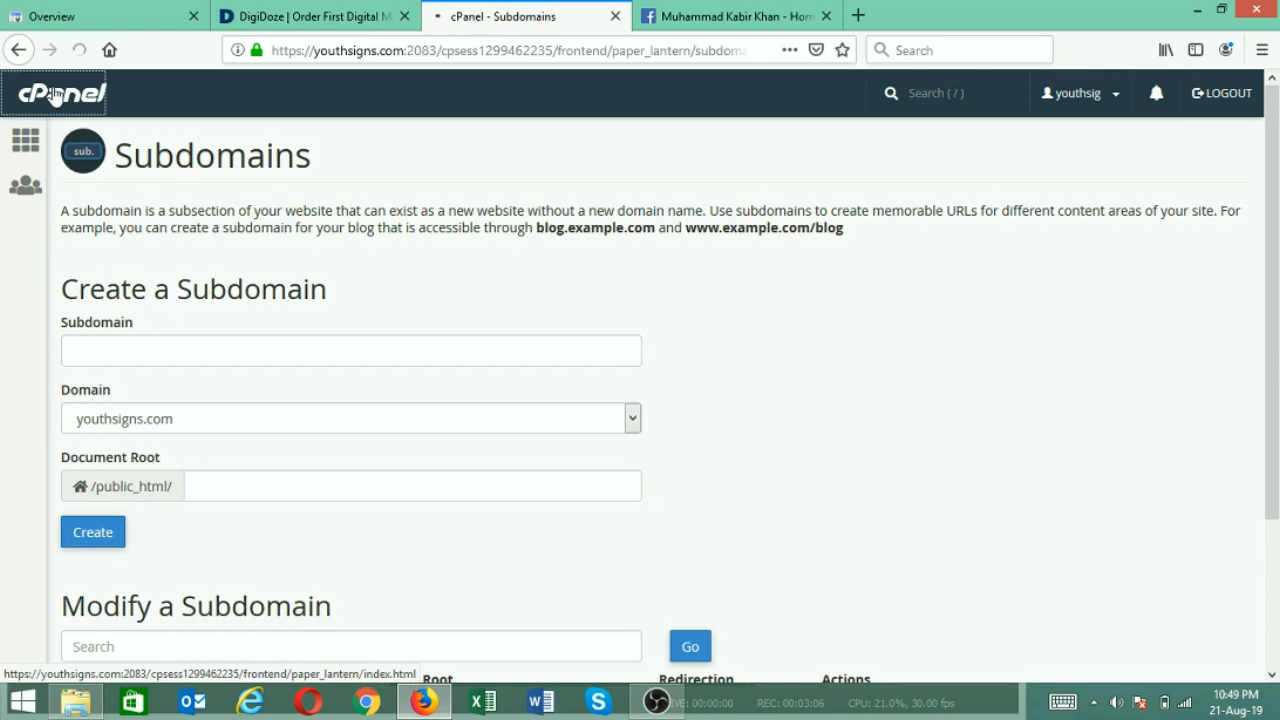 Overview
DigiDoze | Order First Digital M
cPanel - Subdomains
Muhammad Kabir Khan - Hom
https://youthsigns.com:2083/cpsess1299462235/frontend/paper_lantern/subdoma
Search
cPanel
Search ( / )
youthsig
LOGOUT
sub.
Subdomains
A subdomain is a subsection of your website that can exist as a new website without a new domain name. Use subdomains to create memorable URLs for different content areas of your site. For
example, you can create a subdomain for your blog that is accessible through blog.example.com and www.example.com/blog
Create a Subdomain
Subdomain
Domain
youthsigns.com
Document Root
/public_html/
Create
Modify a Subdomain
Search
Go
https://youthsigns.com:2083/cpsess1299462235/frontend/paper_lantern/index.html
Root
Redirection
Actions
LIVE: 00:00:00
REC: 00:03:06
CPU: 21.0%, 30.00 fps
10:49 PM
21-Aug-19